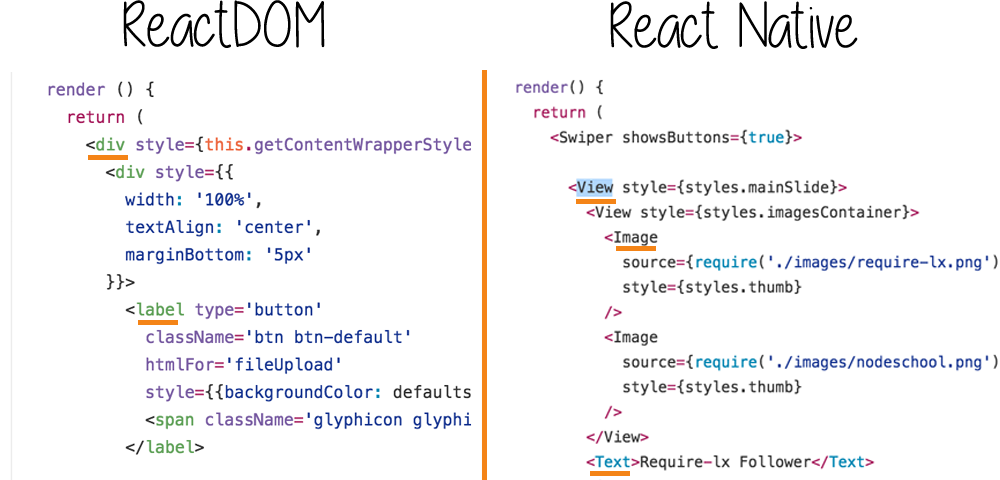 ReactDOM
render () {
return (
<div style={this.getContentWrapperStyle
<div style={{
width: '100%',
textAlign: 'center',
marginBottom: '5px'
}}>
<label type='button'
className='btn btn-default'
htmlFor='fileUpload'
style={{backgroundColor: defaults
<span className='glyphicon glyphi
</label>
React Native
render() {
return (
<Swiper showsButtons={true}>
<View style={styles.mainSlide}>
<View style={styles.imagesContainer}>
<Image
source={require('./images/require-lx.png')
style={styles.thumb}
/>
<Image
source={require('./images/nodeschool.png')
style={styles.thumb}
/>
</View>
<Text>Require-lx Follower</Text>